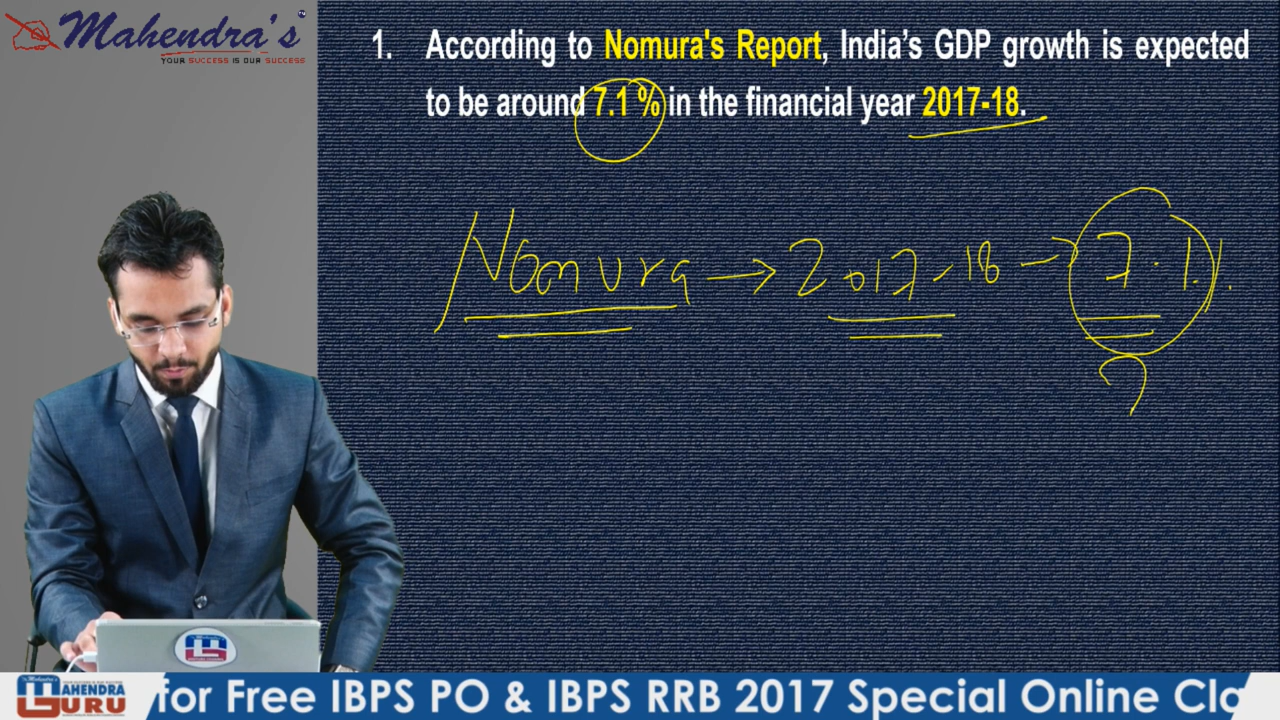 Mahendra's
YOUR SUCCESS IS OUR SUCCESS
1. According to Nomura's Report, India's GDP growth is expected
to be around 7.1 % in the financial year 2017-18.
Nomura → 2017-18 → 7.1%
7
MAHENDRA
GURU
for Free IBPS PO & IBPS RRB 2017 Special Online Cla